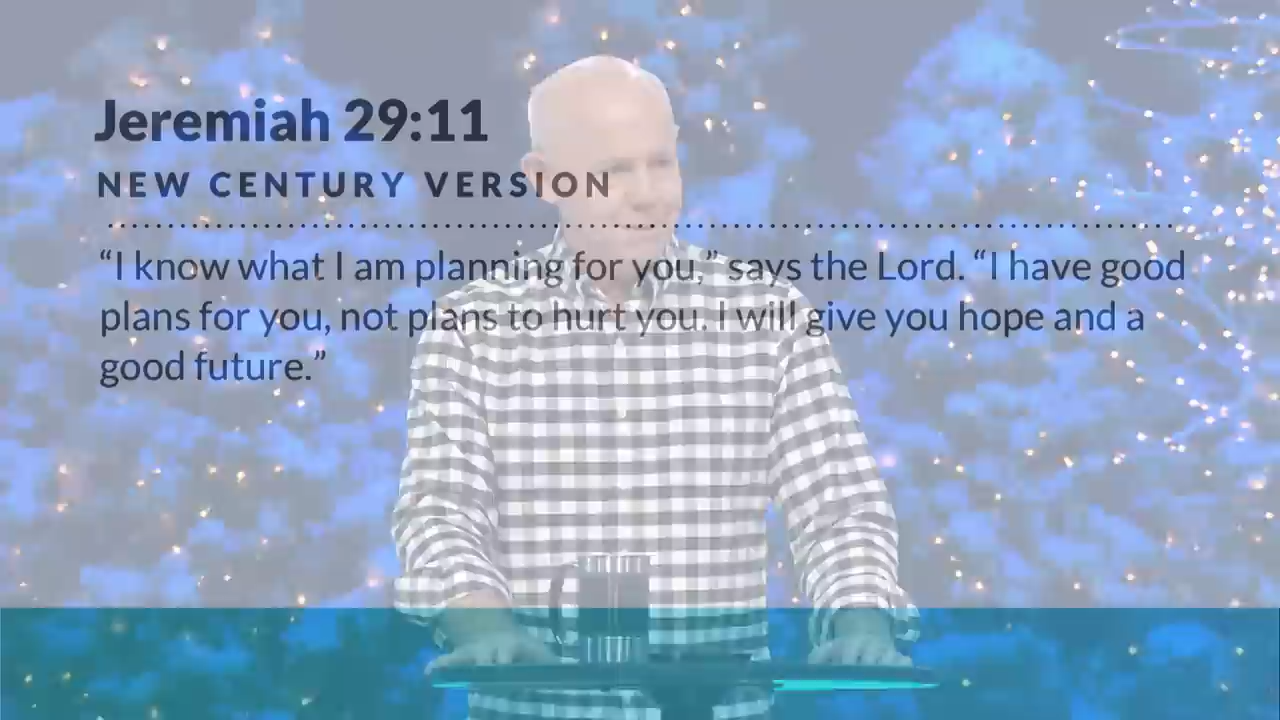 Jeremiah 29:11
NEW CENTURY VERSION
“I know what I am planning for you,” says the Lord. “I have good
plans for you, not plans to hurt you. I will give you hope and a
good future.”